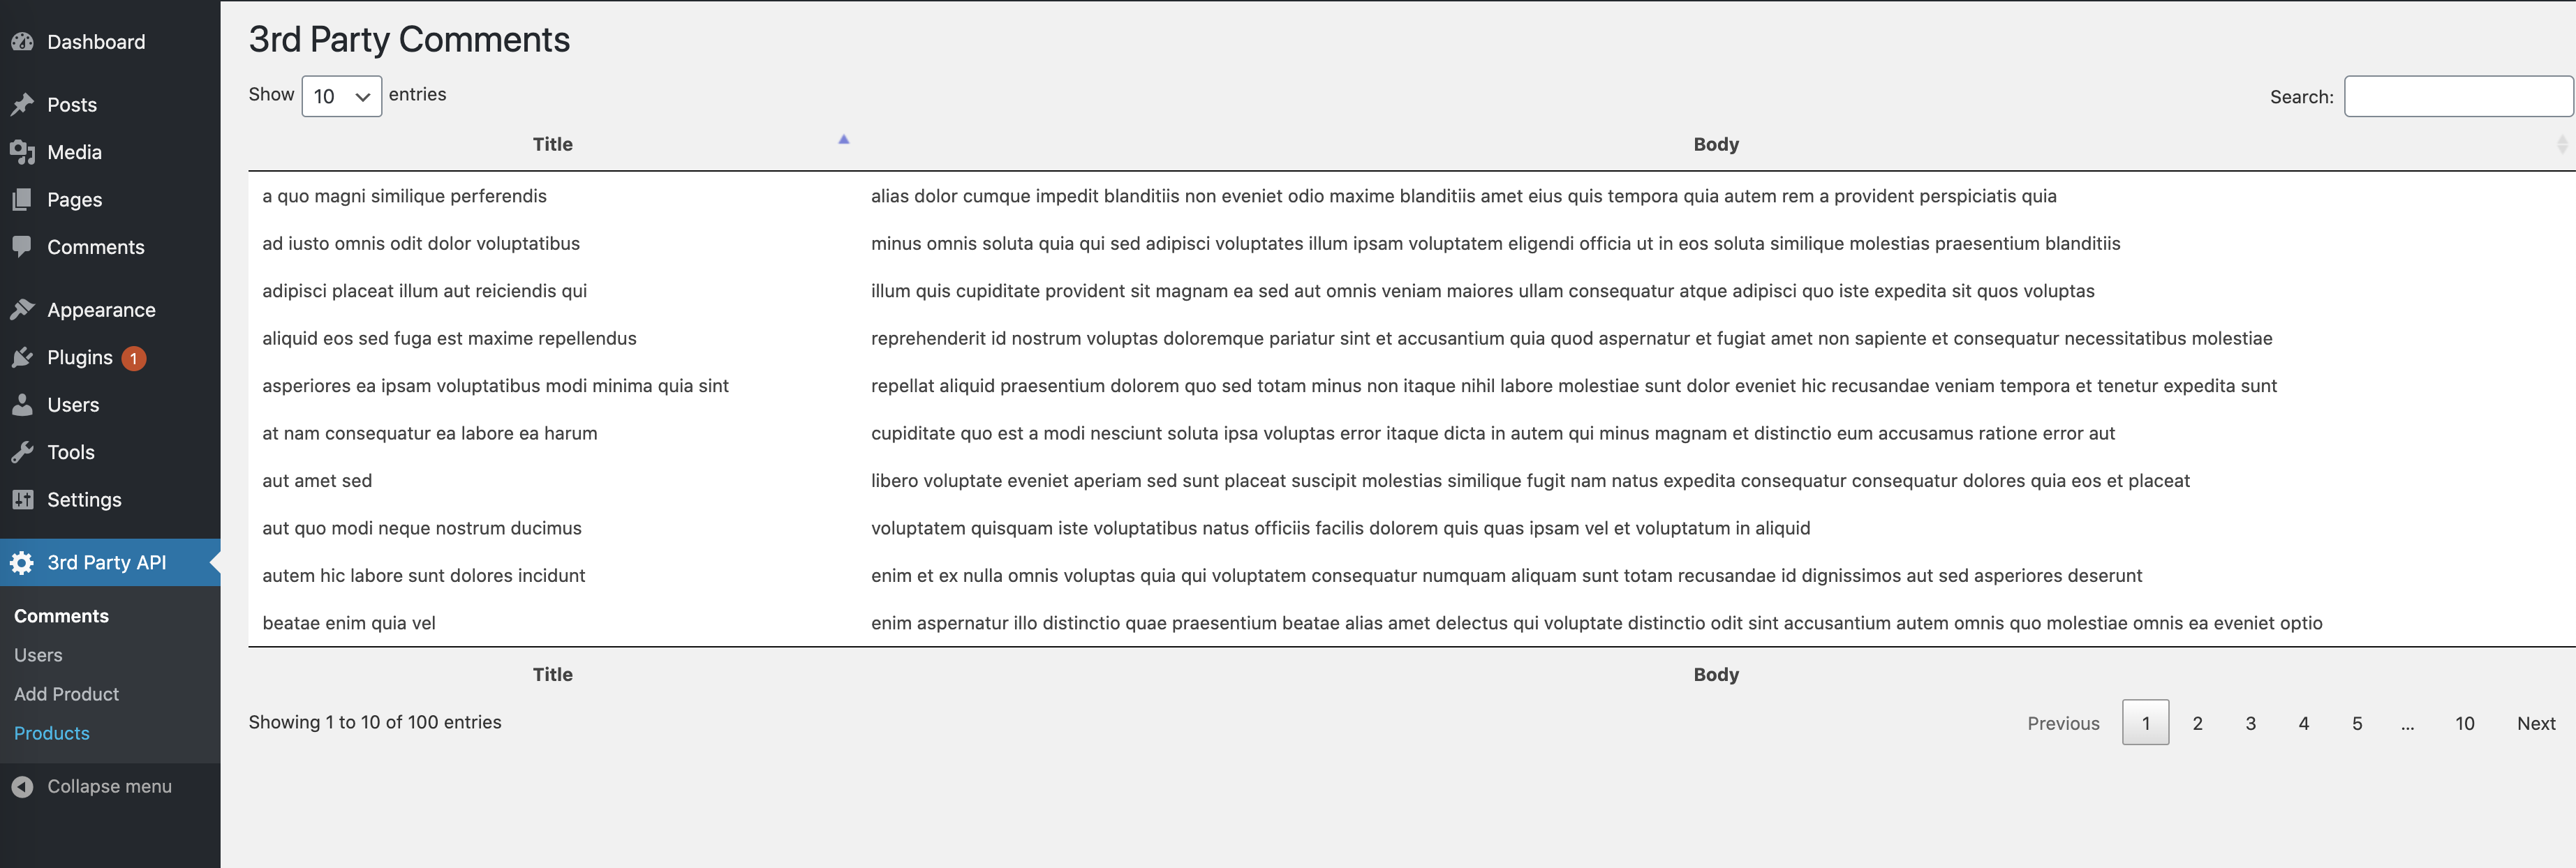 Dashboard
Posts
Media
Pages
Comments
Appearance
Plugins 1
Users
Tools
Settings
3rd Party API
Comments
Users
Add Product
Products
Collapse menu
3rd Party Comments
Show 10 entries
Search:
Title Body
a quo magni similique perferendis alias dolor cumque impedit blanditiis non eveniet odio maxime blanditiis amet eius quis tempora quia autem rem a provident perspiciatis quia
ad iusto omnis odit dolor voluptatibus minus omnis soluta quia qui sed adipisci voluptates illum ipsam voluptatem eligendi officia ut in eos soluta similique molestias praesentium blanditiis
adipisci placeat illum aut reiciendis qui illum quis cupiditate provident sit magnam ea sed aut omnis veniam maiores ullam consequatur atque adipisci quo iste expedita sit quos voluptas
aliquid eos sed fuga est maxime repellendus reprehenderit id nostrum voluptas doloremque pariatur sint et accusantium quia quod aspernatur et fugiat amet non sapiente et consequatur necessitatibus molestiae
asperiores ea ipsam voluptatibus modi minima quia sint repellat aliquid praesentium dolorem quo sed totam minus non itaque nihil labore molestiae sunt dolor eveniet hic recusandae veniam tempora et tenetur expedita sunt
at nam consequatur ea labore ea harum cupiditate quo est a modi nesciunt soluta ipsa voluptas error itaque dicta in autem qui minus magnam et distinctio eum accusamus ratione error aut
aut amet sed libero voluptate eveniet aperiam sed sunt placeat suscipit molestias similique fugit nam natus expedita consequatur consequatur dolores quia eos et placeat
aut quo modi neque nostrum ducimus voluptatem quisquam iste voluptatibus natus officiis facilis dolorem quis quas ipsam vel et voluptatum in aliquid
autem hic labore sunt dolores incidunt enim et ex nulla omnis voluptas quia qui voluptatem consequatur numquam aliquam sunt totam recusandae id dignissimos aut sed asperiores deserunt
beatae enim quia vel enim aspernatur illo distinctio quae praesentium beatae alias amet delectus qui voluptate distinctio odit sint accusantium autem omnis quo molestiae omnis ea eveniet optio
Title Body
Showing 1 to 10 of 100 entries
Previous 1 2 3 4 5 ... 10 Next